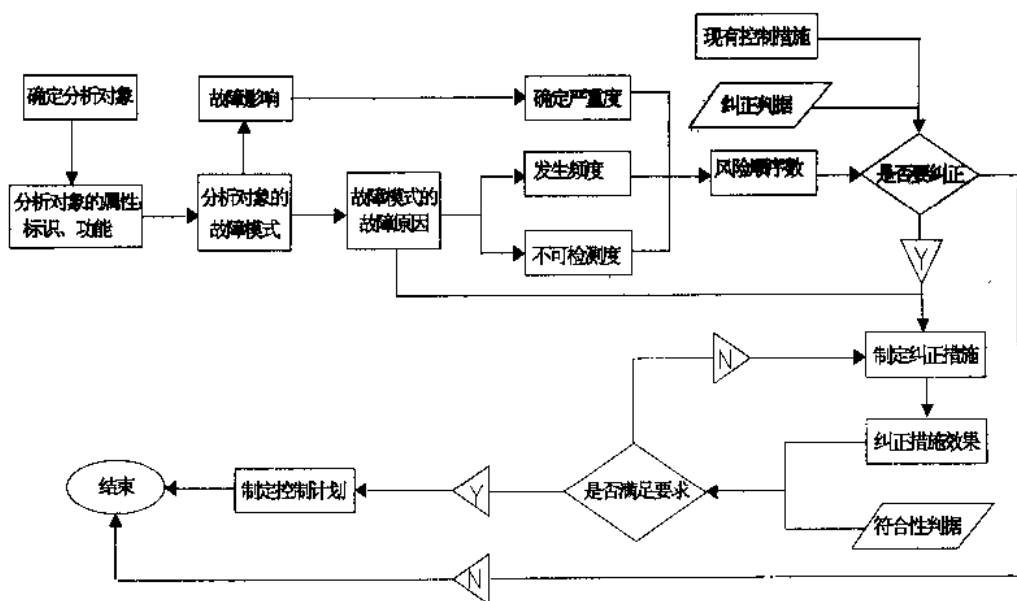 现有控制措施
确定分析对象
故障影响
确定严重度
纠正判据
分析对象的属性:
标识、功能
分析对象的
故障模式
故障模式的
故障原因
发生频度
风险顺序数
是否要纠正
不可检测度
Y
N
制定纠正措施
纠正措施效果
结束
制定控制计划
Y
是否满足要求
符合性判据
N